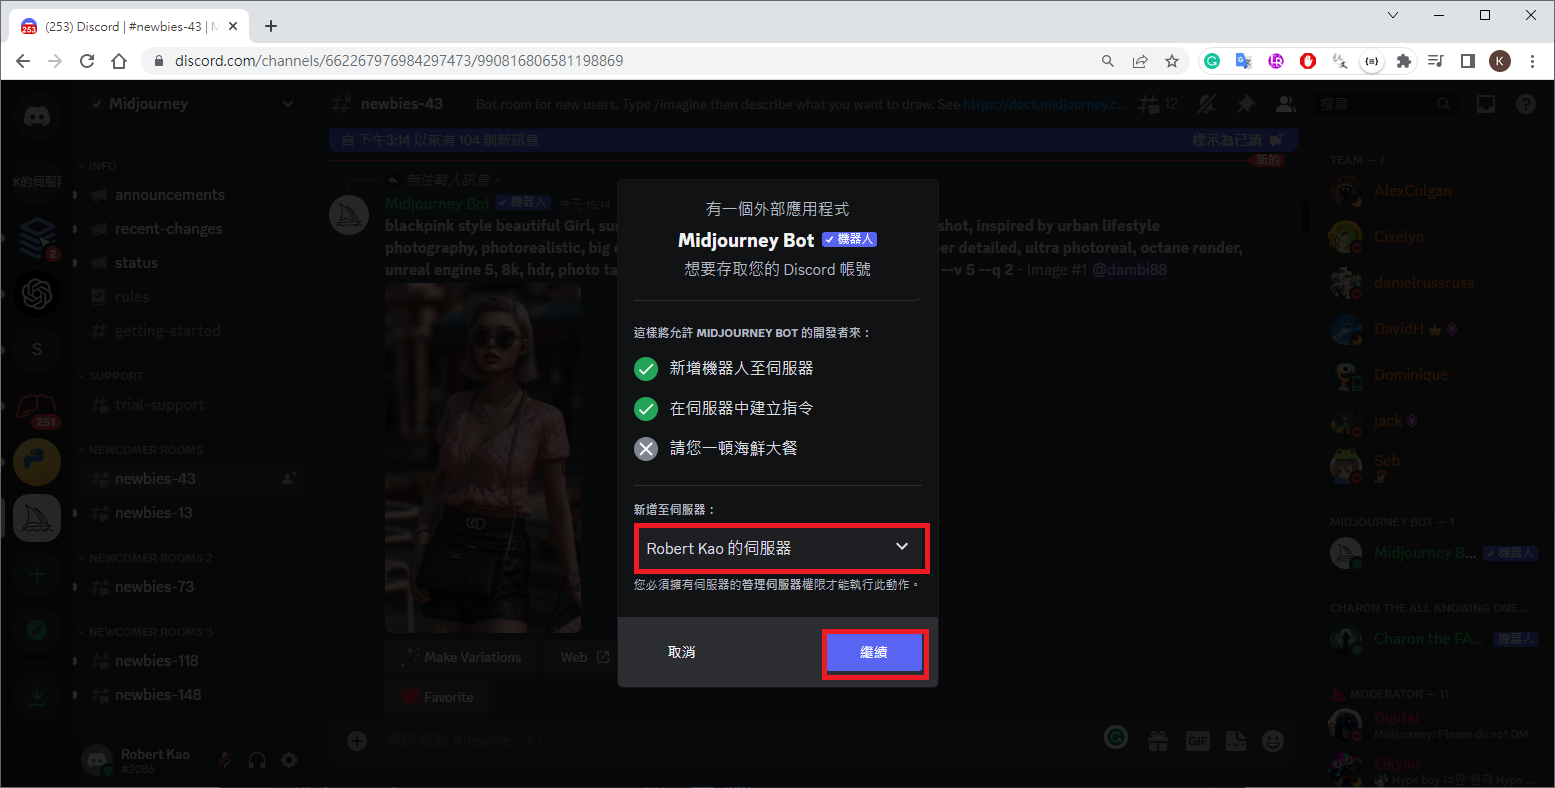 (253) Discord | #newbies-43 |
discord.com/channels/662267976984297473/990816806581198869
K
Midjourney
newbies-43
Bot room for new users. Type /imagine then describe what you want to draw. See https://docs.midjourney.c...
12
搜尋
自 下午3:14 以來有 104 則新訊息
標示為已讀
新的
K的伺服器
INFO
announcements
recent-changes
status
rules
getting-started
SUPPORT
trial-support
NEWCOMER ROOMS
newbies-43
newbies-13
NEWCOMER ROOMS 2
newbies-73
NEWCOMER ROOMS 3
newbies-118
newbies-148
2
S
251
Robert Kao
#2086
無法載入訊息。
Midjourney Bot 機器人 今天 15:14
blackpink style beautiful Girl, sur
shot, inspired by urban lifestyle
photography, photorealistic, big e
er detailed, ultra photoreal, octane render,
unreal engine 5, 8k, hdr, photo ta
--v 5 --q 2 - Image #1 @dambi88
Make Variations
Web
Favorite
傳訊息到 #newbies-43
GIF
有一個外部應用程式
Midjourney Bot 機器人
想要存取您的 Discord 帳號
這樣將允許 MIDJOURNEY BOT 的開發者來：
新增機器人至伺服器
在伺服器中建立指令
請您一頓海鮮大餐
新增至伺服器：
Robert Kao 的伺服器
您必須擁有伺服器的管理伺服器權限才能執行此動作。
取消
繼續
TEAM — 7
AlexColgan
Cixelyn
danielrussruss
DavidH
Dominique
jack
Seb
MIDJOURNEY BOT — 1
Midjourney B... 機器人
CHARON THE ALL KNOWING ONE ...
Charon the FA... 機器人
MODERATOR — 11
Digital
Midjourney: Please do not DM
Eikyuu